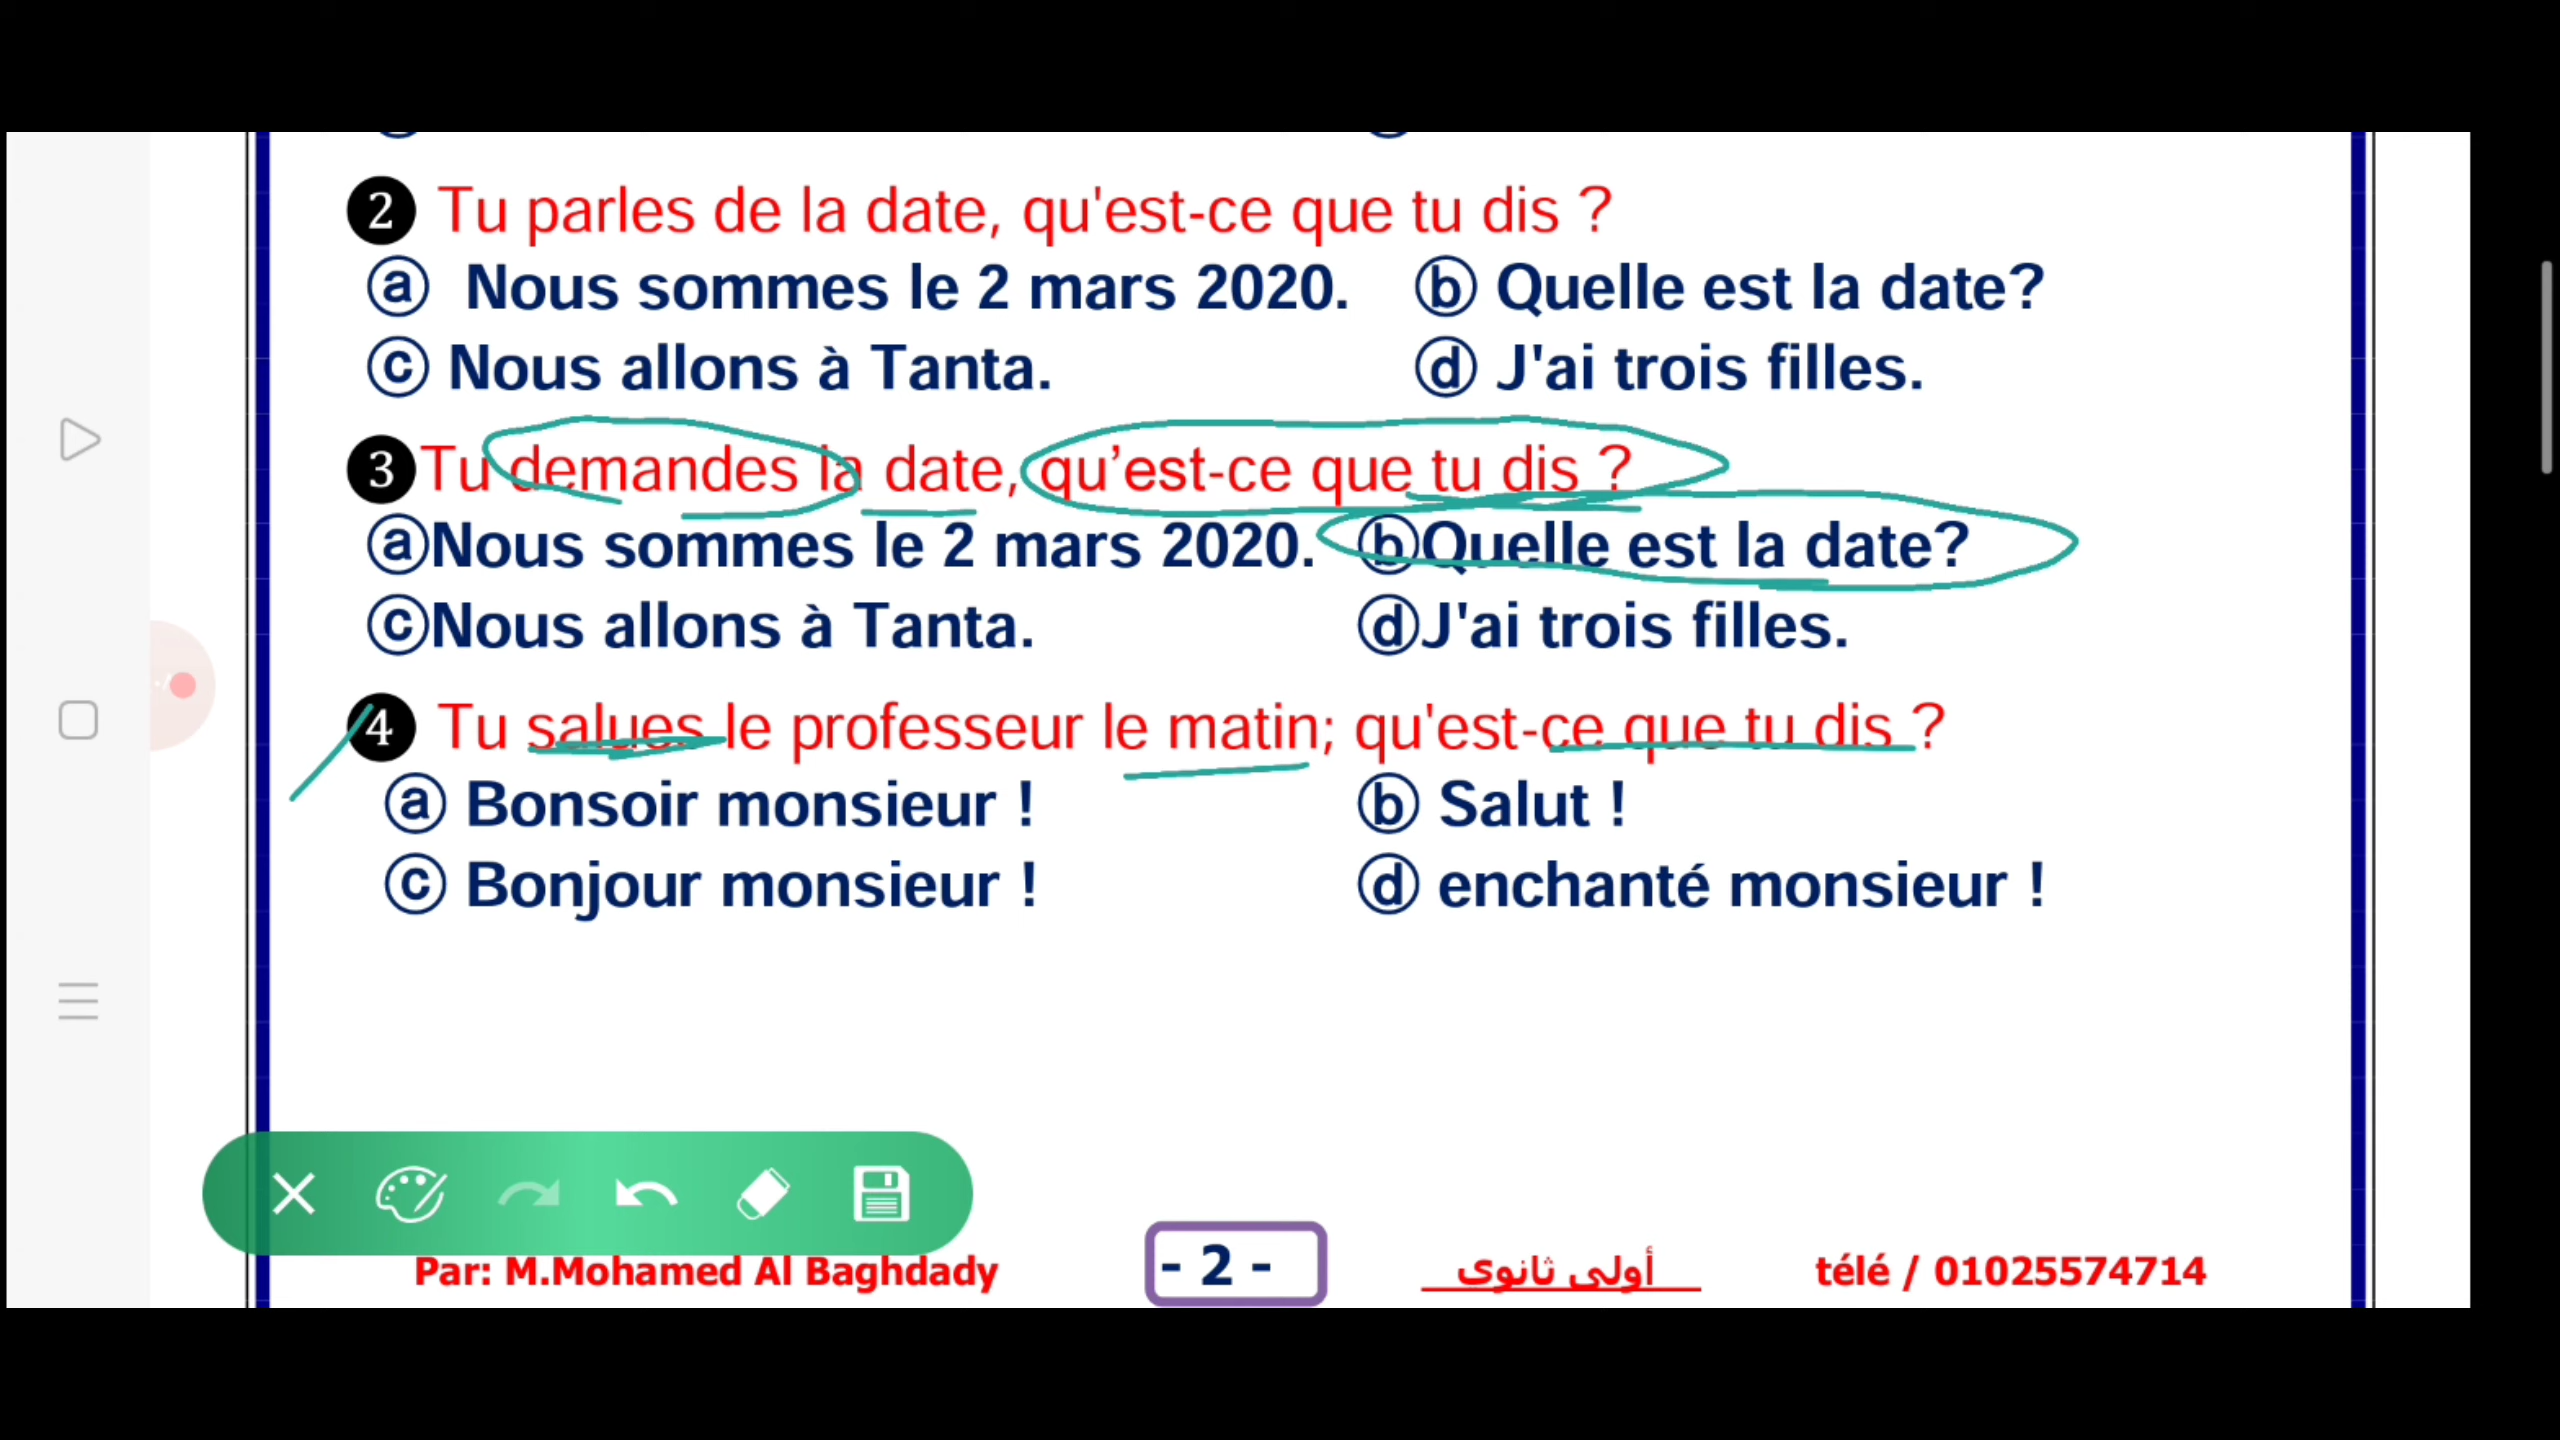 ❷ Tu parles de la date, qu'est-ce que tu dis ?
ⓐ Nous sommes le 2 mars 2020. ⓑ Quelle est la date?
ⓒ Nous allons à Tanta. ⓓ J'ai trois filles.
❸Tu demandes la date, qu’est-ce que tu dis ?
ⓐNous sommes le 2 mars 2020. ⓑQuelle est la date?
ⓒNous allons à Tanta. ⓓJ'ai trois filles.
❹ Tu salues le professeur le matin; qu'est-ce que tu dis ?
ⓐ Bonsoir monsieur ! ⓑ Salut !
ⓒ Bonjour monsieur ! ⓓ enchanté monsieur !
Par: M.Mohamed Al Baghdady - 2 - أولى ثانوى télé / 01025574714